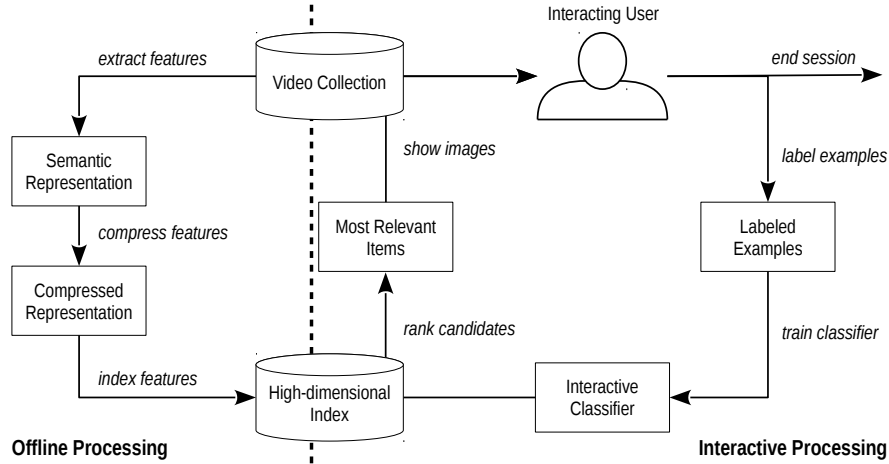 Interacting User
extract features
Video Collection
end session
show images
label examples
Semantic
Representation
compress features
Most Relevant
Items
Labeled
Examples
Compressed
Representation
rank candidates
train classifier
index features
High-dimensional
Index
Interactive
Classifier
Offline Processing
Interactive Processing